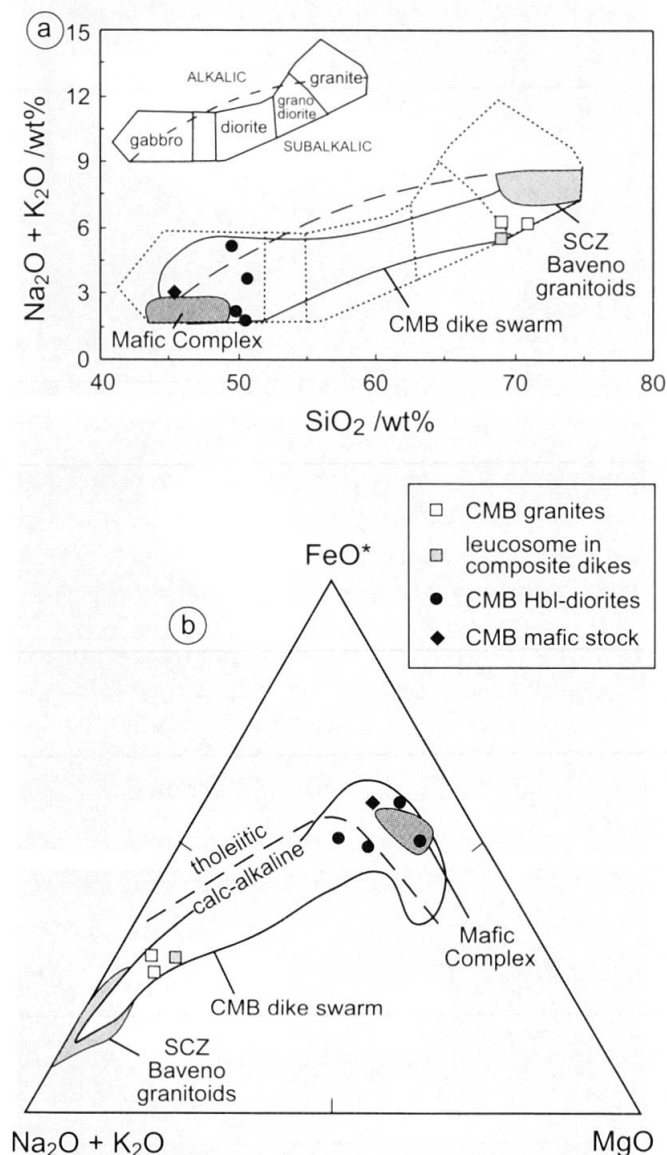 a
15
12
9
6
3
0
Na2O + K2O /wt%
ALKALIC
granite
grano
diorite
gabbro
diorite
SUBALKALIC
SCZ
Baveno
granitoids
CMB dike swarm
Mafic Complex
40
50
60
70
80
SiO2 /wt%
CMB granites
leucosome in
composite dikes
CMB Hbl-diorites
CMB mafic stock
b
FeO*
tholeiitic
calc-alkaline
Mafic
Complex
CMB dike swarm
SCZ
Baveno
granitoids
Na2O + K2O
MgO